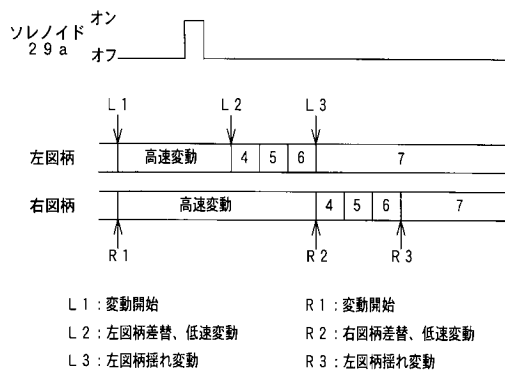 オン
ソレノイド
29a
オフ
L1 L2 L3
左図柄 高速変動 4 5 6 7
右図柄 高速変動 4 5 6 7
R1 R2 R3
L1:変動開始 R1:変動開始
L2:左図柄差替、低速変動 R2:右図柄差替、低速変動
L3:左図柄揺れ変動 R3:左図柄揺れ変動